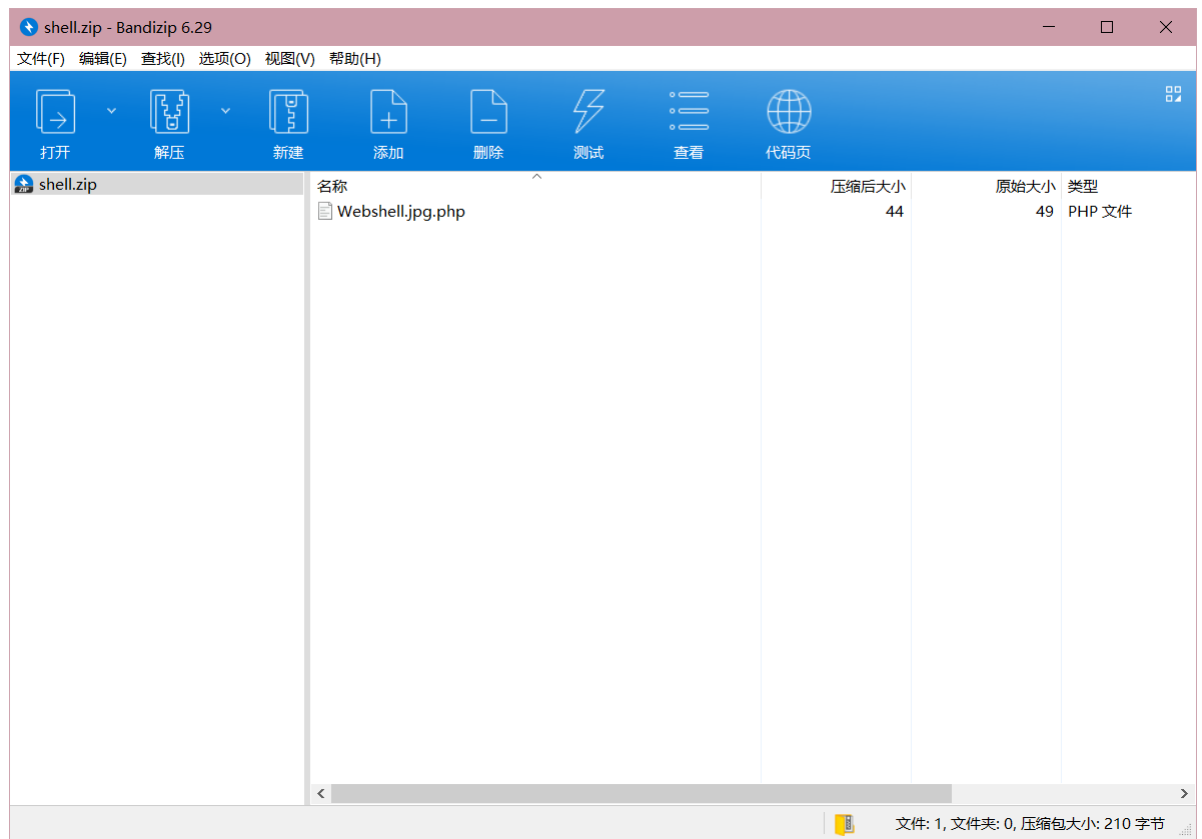 shell.zip - Bandizip 6.29
文件(F) 编辑(E) 查找(I) 选项(O) 视图(V) 帮助(H)
打开 解压 新建 添加 删除 测试 查看 代码页
shell.zip
名称 压缩后大小 原始大小 类型
Webshell.jpg.php 44 49 PHP 文件
文件: 1, 文件夹: 0, 压缩包大小: 210 字节